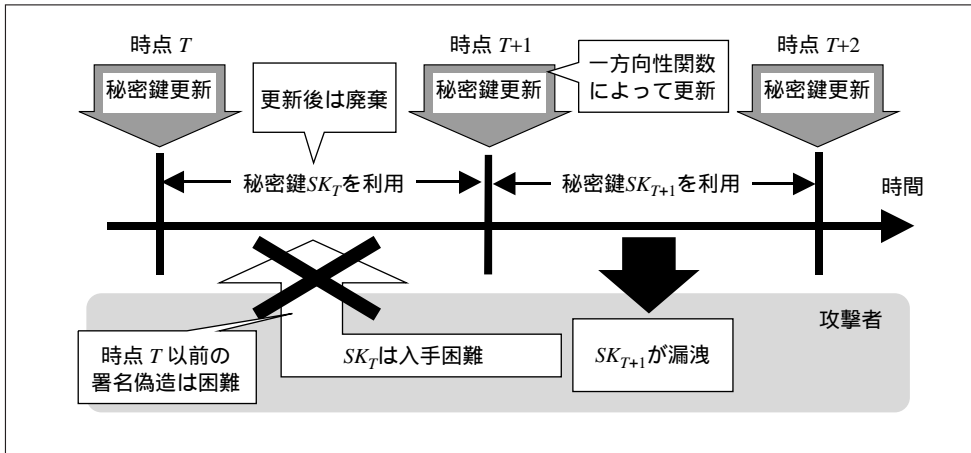 時点 T
時点 T+1
時点 T+2
秘密鍵更新
更新後は廃棄
秘密鍵更新
一方向性関数
によって更新
秘密鍵更新
秘密鍵SK_Tを利用
秘密鍵SK_{T+1}を利用
時間
攻撃者
時点 T 以前の
署名偽造は困難
SK_Tは入手困難
SK_{T+1}が漏洩